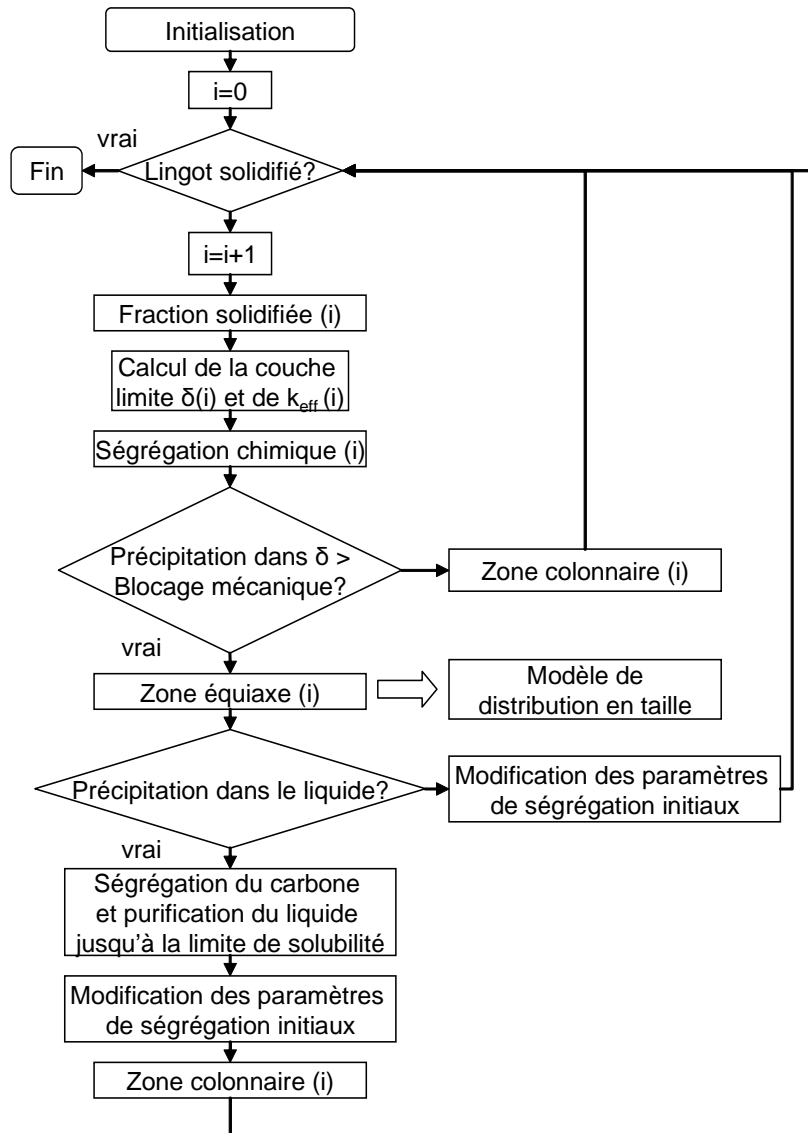 Initialisation
i=0
vrai
Fin
Lingot solidifié?
i=i+1
Fraction solidifiée (i)
Calcul de la couche
limite δ(i) et de keff (i)
Ségrégation chimique (i)
Précipitation dans δ >
Blocage mécanique?
Zone colonnaire (i)
vrai
Zone équiaxe (i)
Modèle de
distribution en taille
Précipitation dans le liquide?
Modification des paramètres
de ségrégation initiaux
vrai
Ségrégation du carbone
et purification du liquide
jusqu'à la limite de solubilité
Modification des paramètres
de ségrégation initiaux
Zone colonnaire (i)